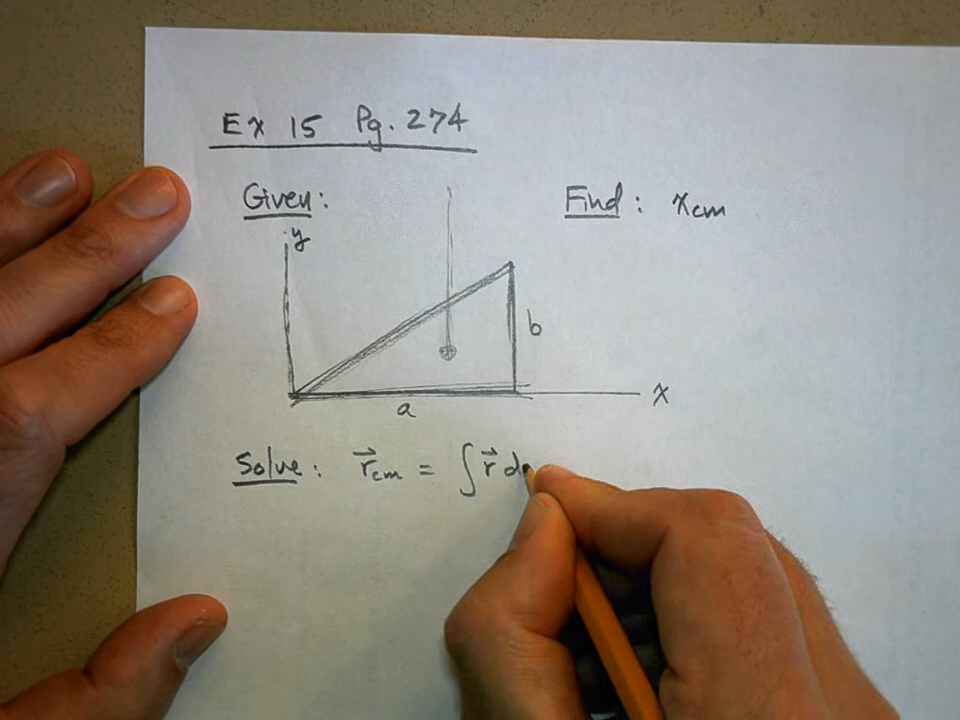 Ex 15 Pg. 274
Given:
Find: xcm
y
b
a
x
Solve: r⃗cm = ∫ r⃗ d